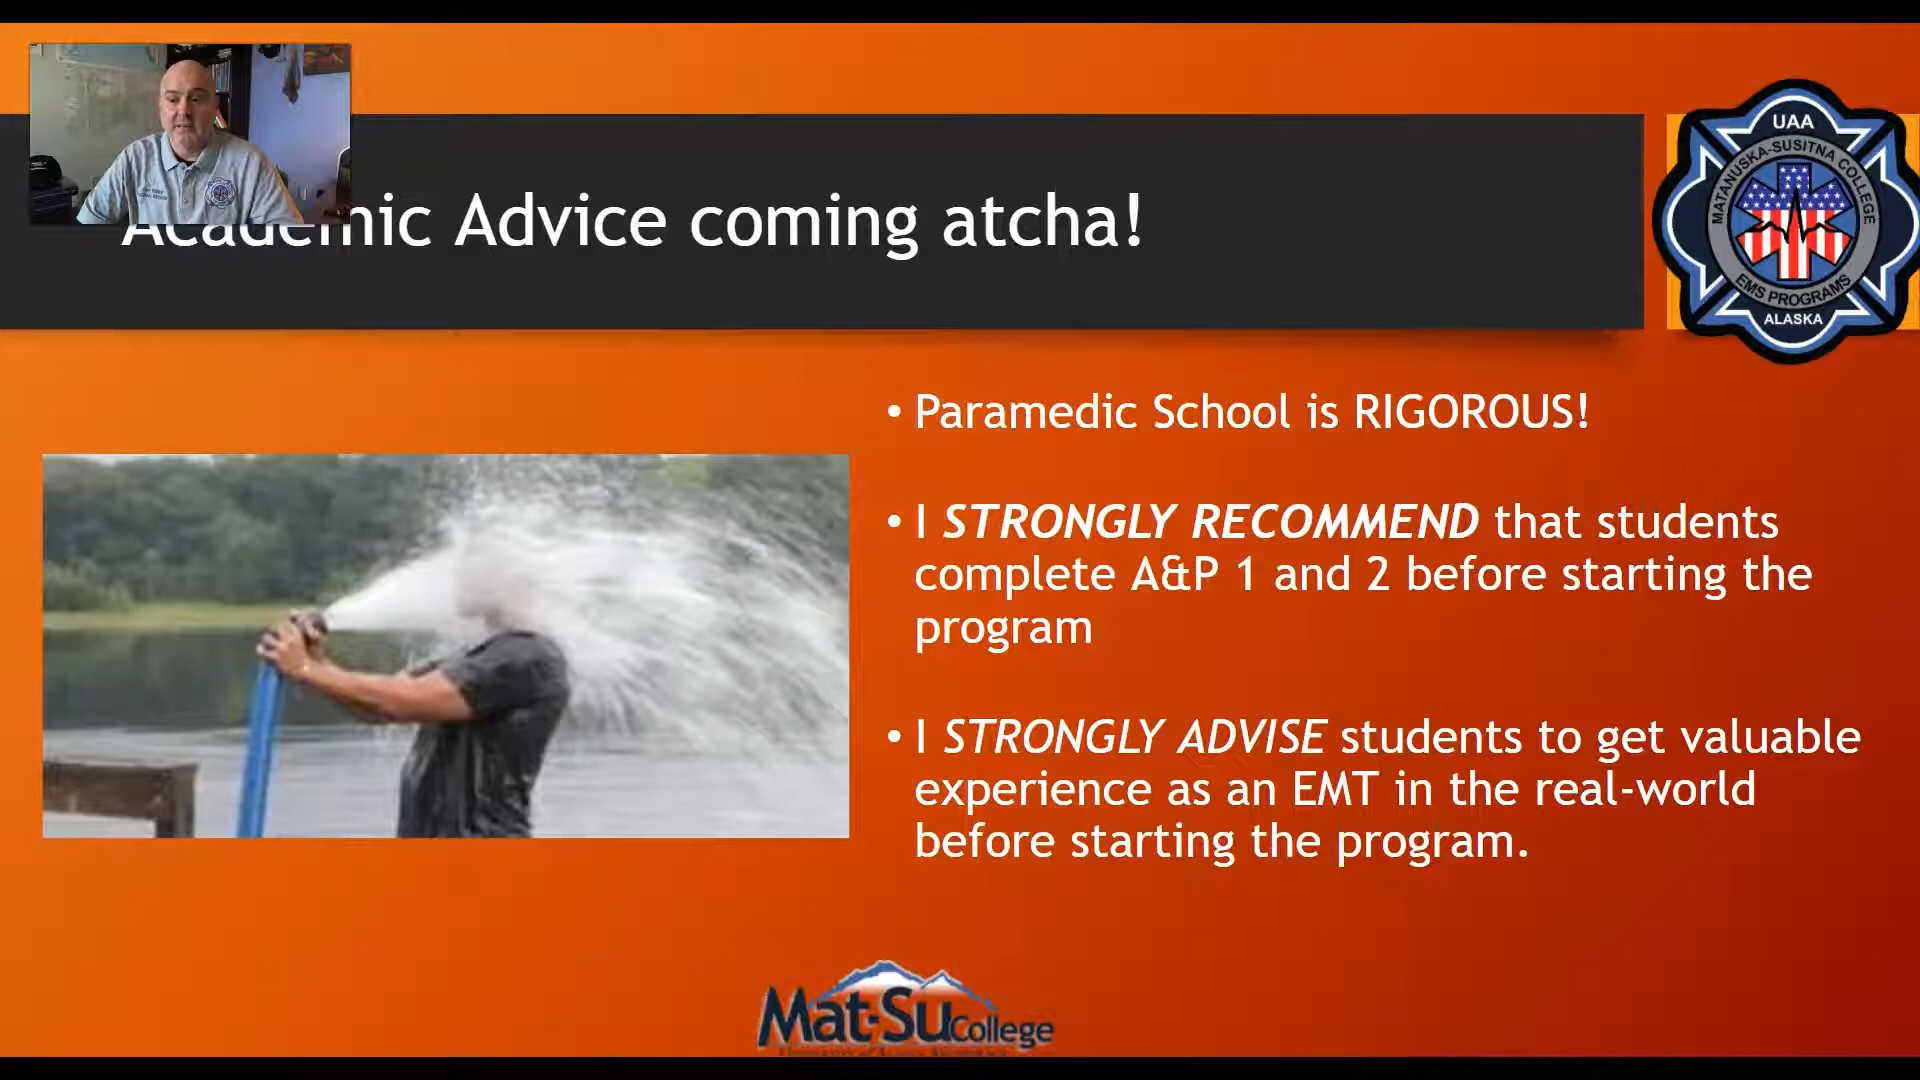 Academic Advice coming atcha!
UAA
MATANUSKA-SUSITNA COLLEGE
EMS PROGRAMS
ALASKA
• Paramedic School is RIGOROUS!
• I STRONGLY RECOMMEND that students
complete A&P 1 and 2 before starting the
program
• I STRONGLY ADVISE students to get valuable
experience as an EMT in the real-world
before starting the program.
Mat-Su College